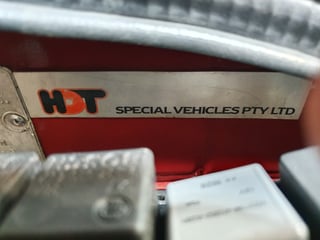 HDT SPECIAL VEHICLES PTY LTD